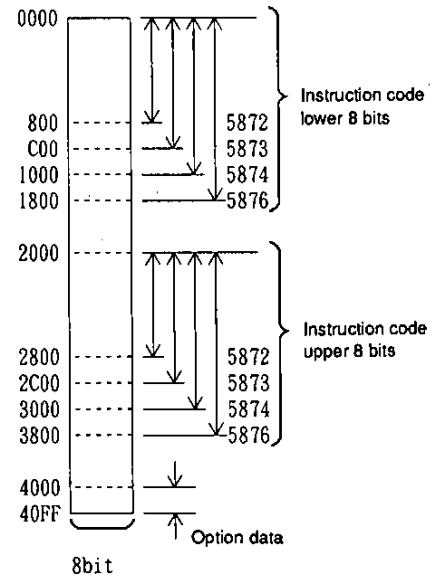 0000
Instruction code
lower 8 bits
800 5872
C00 5873
1000 5874
1800 5876
2000
Instruction code
upper 8 bits
2800 5872
2C00 5873
3000 5874
3800 5876
4000
40FF
Option data
8bit